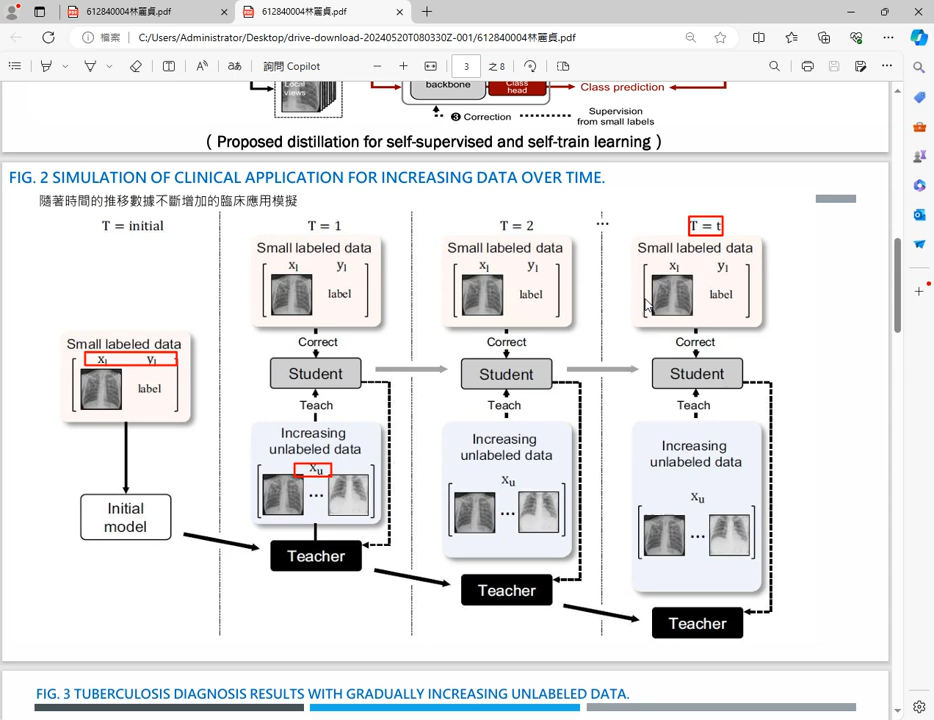 612840004林麗貞.pdf
612840004林麗貞.pdf
檔案
C:/Users/Administrator/Desktop/drive-download-20240520T080330Z-001/612840004林麗貞.pdf
詢問 Copilot
3
之 8
views
backbone
Class
head
Class prediction
❸ Correction
Supervision
from small labels
( Proposed distillation for self-supervised and self-train learning )
FIG. 2 SIMULATION OF CLINICAL APPLICATION FOR INCREASING DATA OVER TIME.
隨著時間的推移數據不斷增加的臨床應用模擬
T = initial
T = 1
T = 2
...
T = t
Small labeled data
x_l y_l
label
Initial
model
Small labeled data
x_l y_l
label
Correct
Student
Teach
Increasing
unlabeled data
x_u
...
Teacher
Small labeled data
x_l y_l
label
Correct
Student
Teach
Increasing
unlabeled data
x_u
...
Teacher
Small labeled data
x_l y_l
label
Correct
Student
Teach
Increasing
unlabeled data
x_u
...
Teacher
FIG. 3 TUBERCULOSIS DIAGNOSIS RESULTS WITH GRADUALLY INCREASING UNLABELED DATA.